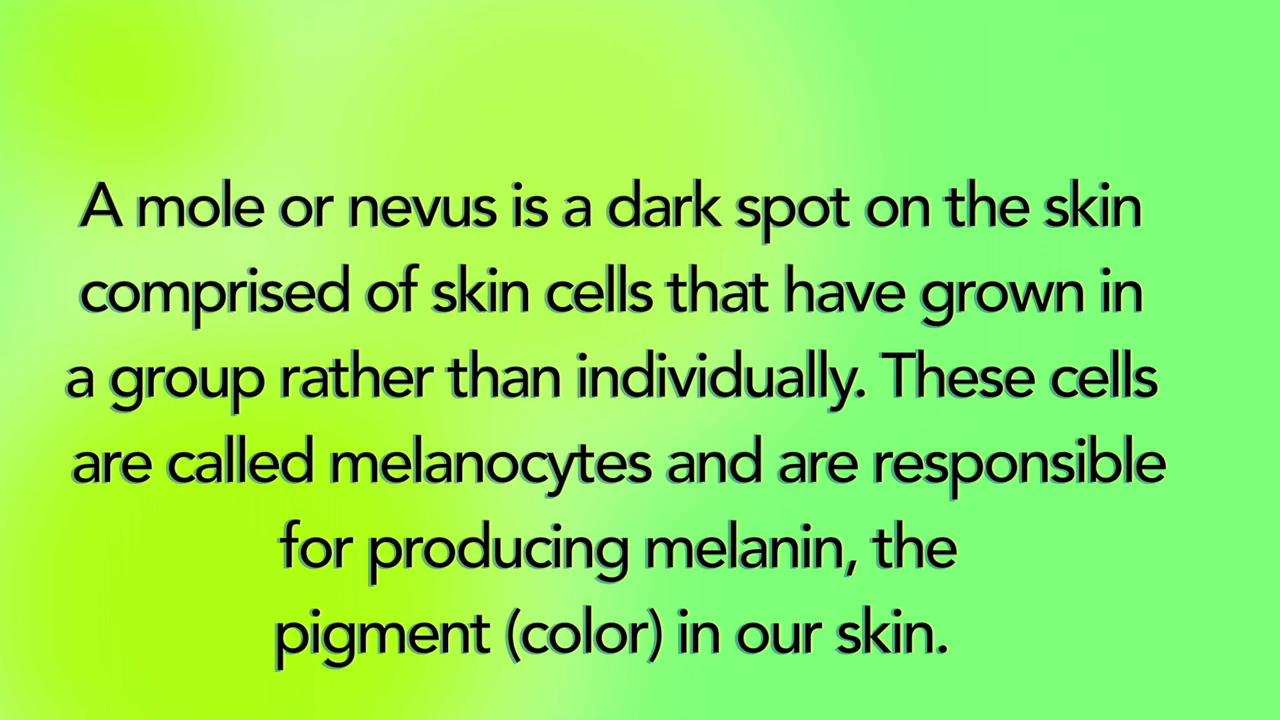 A mole or nevus is a dark spot on the skin
comprised of skin cells that have grown in
a group rather than individually. These cells
are called melanocytes and are responsible
for producing melanin, the
pigment (color) in our skin.